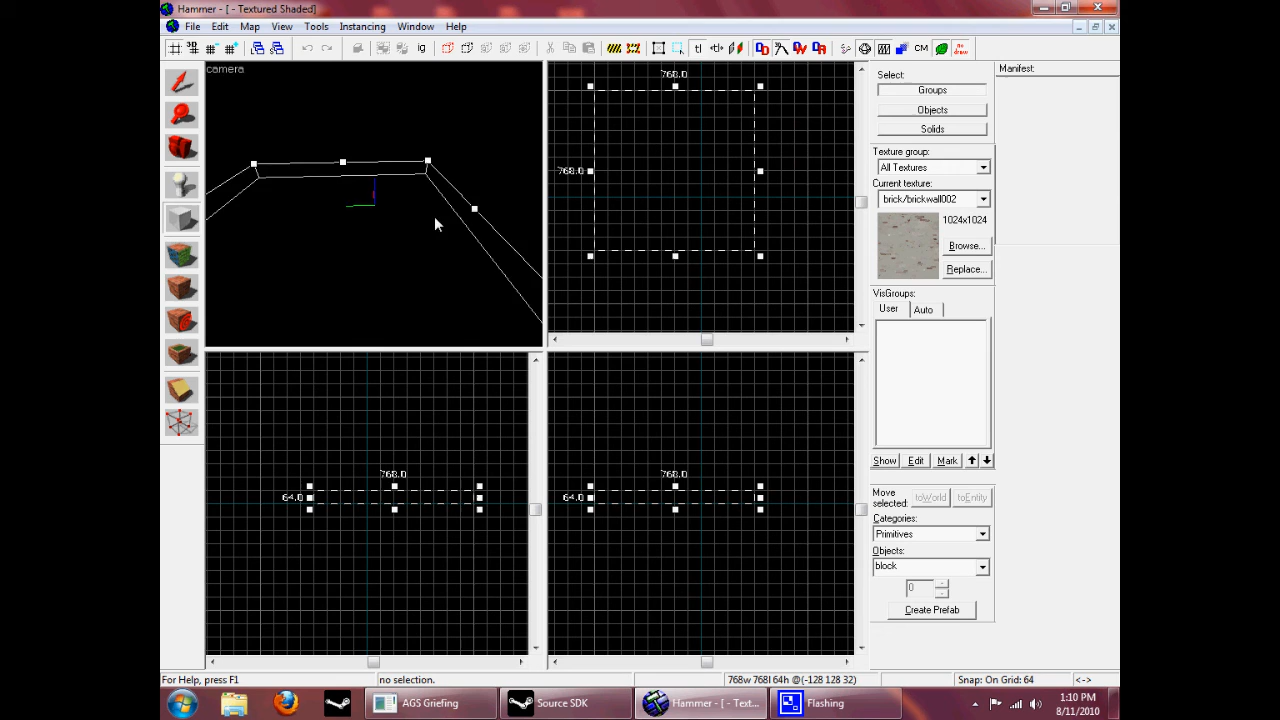 Hammer - [ - Textured Shaded]
File Edit Map View Tools Instancing Window Help
camera
768.0
768.0
768.0
64.0
768.0
64.0
Select:
Groups
Objects
Solids
Texture group:
All Textures
Current texture:
brick/brickwall002
1024x1024
Browse...
Replace...
VisGroups:
User Auto
Show Edit Mark
Move selected: toWorld toEntity
Categories:
Primitives
Objects:
block
0
Create Prefab
Manifest:
For Help, press F1
no selection.
768w 768l 64h @(-128 128 32)
Snap: On Grid: 64
<->
AGS Griefing
Source SDK
Hammer - [ - Text...
Flashing
1:10 PM
8/11/2010